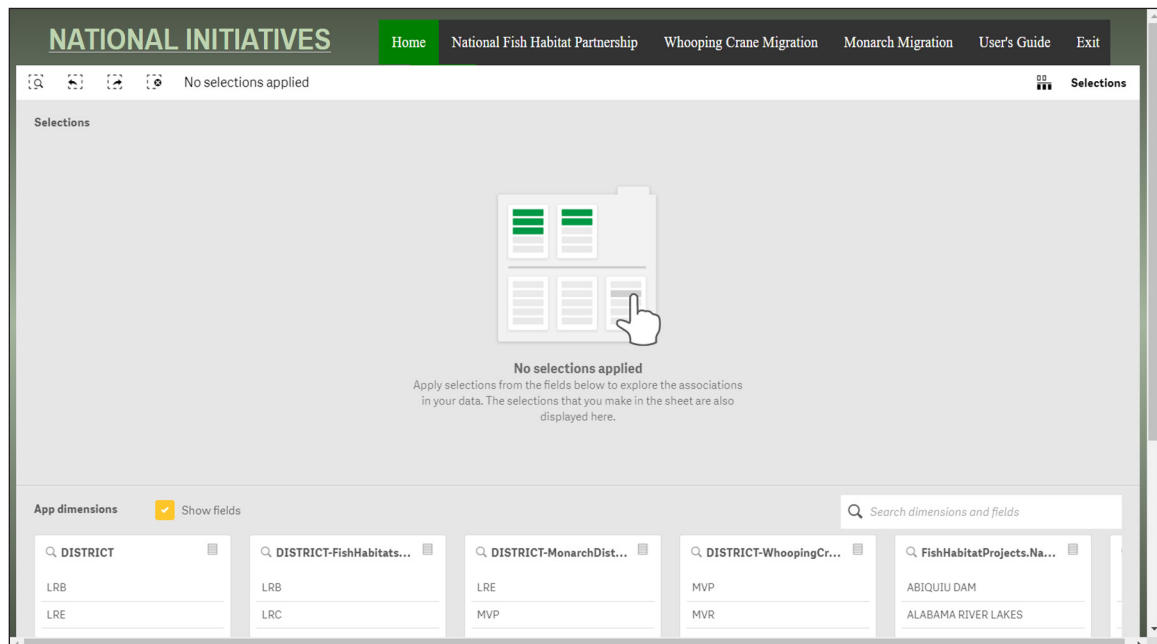 NATIONAL INITIATIVES
Home National Fish Habitat Partnership Whooping Crane Migration Monarch Migration User's Guide Exit
No selections applied
Selections
Selections
No selections applied
Apply selections from the fields below to explore the associations
in your data. The selections that you make in the sheet are also
displayed here.
App dimensions
Show fields
Search dimensions and fields
DISTRICT
LRB
LRE
DISTRICT-FishHabitats...
LRB
LRC
DISTRICT-MonarchDist...
LRE
MVP
DISTRICT-WhoopingCr...
MVP
MVR
FishHabitatProjects.Na...
ABIQUIU DAM
ALABAMA RIVER LAKES